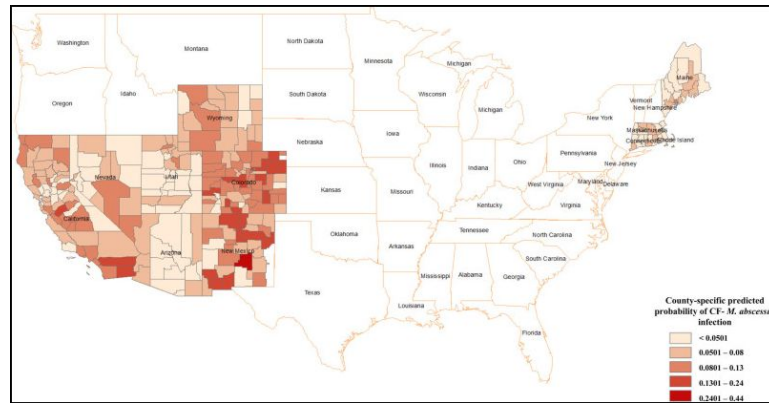 Washington
Montana
North Dakota
Minnesota
Michigan
Maine
Oregon
Idaho
Wyoming
South Dakota
Wisconsin
Michigan
Vermont
New Hampshire
New York
Massachusetts
Rhode Island
Nebraska
Iowa
Pennsylvania
New Jersey
Nevada
Utah
Colorado
Illinois
Indiana
Ohio
Maryland
Delaware
West Virginia
Virginia
Kansas
Missouri
Kentucky
California
Arizona
New Mexico
Oklahoma
Arkansas
Tennessee
North Carolina
South Carolina
Texas
Mississippi
Alabama
Georgia
Louisiana
Florida
County-specific predicted
probability of CF- M. abscessus
infection
< 0.0501
0.0501 – 0.08
0.0801 – 0.13
0.1301 – 0.24
0.2401 – 0.44